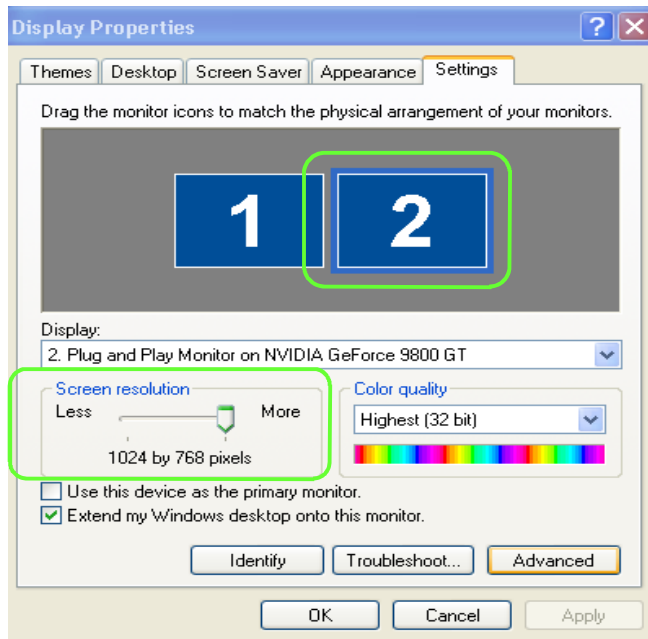 Display Properties
Themes Desktop Screen Saver Appearance Settings
Drag the monitor icons to match the physical arrangement of your monitors.
1 2
Display:
2. Plug and Play Monitor on NVIDIA GeForce 9800 GT
Screen resolution
Less More
1024 by 768 pixels
Color quality
Highest (32 bit)
Use this device as the primary monitor.
Extend my Windows desktop onto this monitor.
Identify Troubleshoot... Advanced
OK Cancel Apply